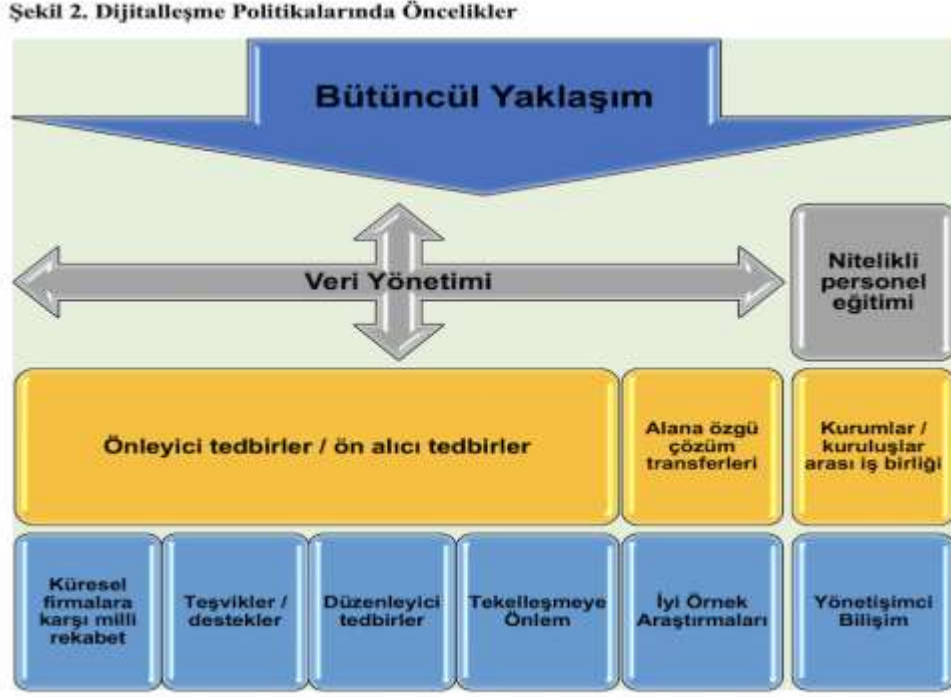 Şekil 2. Dijitalleşme Politikalarında Öncelikler
Bütüncül Yaklaşım
Veri Yönetimi
Nitelikli
personel
eğitimi
Önleyici tedbirler / ön alıcı tedbirler
Alana özgü
çözüm
transferleri
Kurumlar /
kuruluşlar
arası iş birliği
Küresel
firmalara
karşı milli
rekabet
Teşvikler /
destekler
Düzenleyici
tedbirler
Tekelleşmeye
Önlem
İyi Örnek
Araştırmaları
Yönetişimci
Bilişim